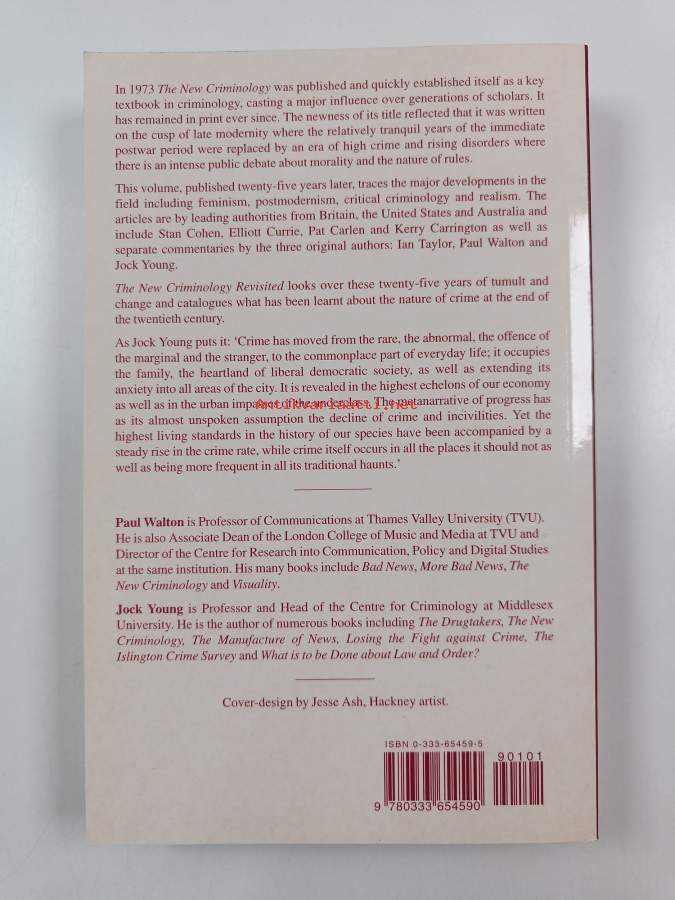 In 1973 The New Criminology was published and quickly established itself as a key
textbook in criminology, casting a major influence over generations of scholars. It
has remained in print ever since. The newness of its title reflected that it was written
on the cusp of late modernity where the relatively tranquil years of the immediate
postwar period were replaced by an era of high crime and rising disorders where
there is an intense public debate about morality and the nature of rules.
This volume, published twenty-five years later, traces the major developments in the
field including feminism, postmodernism, critical criminology and realism. The
articles are by leading authorities from Britain, the United States and Australia and
include Stan Cohen, Elliott Currie, Pat Carlen and Kerry Carrington as well as
separate commentaries by the three original authors: Ian Taylor, Paul Walton and
Jock Young.
The New Criminology Revisited looks over these twenty-five years of tumult and
change and catalogues what has been learnt about the nature of crime at the end of
the twentieth century.
As Jock Young puts it: ‘Crime has moved from the rare, the abnormal, the offence of
the marginal and the stranger, to the commonplace part of everyday life; it occupies
the family, the heartland of liberal democratic society, as well as extending its
anxiety into all areas of the city. It is revealed in the highest echelons of our economy
as well as in the urban impasses of the underclass. The metanarrative of progress has
Antikvariaatti.net
as its almost unspoken assumption the decline of crime and incivilities. Yet the
highest living standards in the history of our species have been accompanied by a
steady rise in the crime rate, while crime itself occurs in all the places it should not as
well as being more frequent in all its traditional haunts.’
Paul Walton is Professor of Communications at Thames Valley University (TVU).
He is also Associate Dean of the London College of Music and Media at TVU and
Director of the Centre for Research into Communication, Policy and Digital Studies
at the same institution. His many books include Bad News, More Bad News, The
New Criminology and Visuality.
Jock Young is Professor and Head of the Centre for Criminology at Middlesex
University. He is the author of numerous books including The Drugtakers, The New
Criminology, The Manufacture of News, Losing the Fight against Crime, The
Islington Crime Survey and What is to be Done about Law and Order?
Cover-design by Jesse Ash, Hackney artist.
ISBN 0-333-65459-5
90101
9 780333 654590